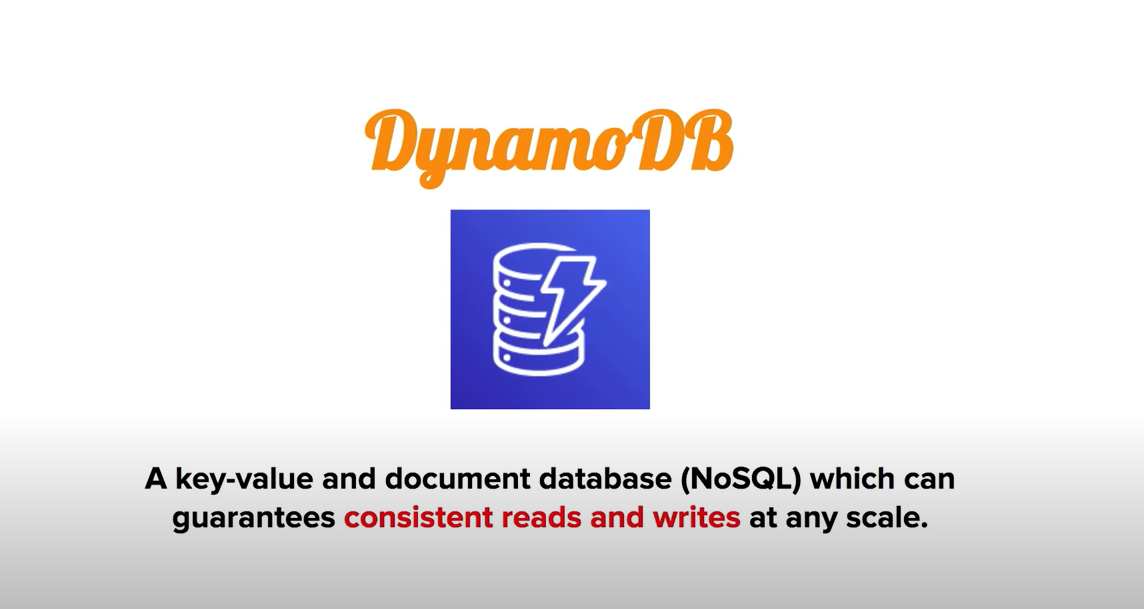 DynamoDB
A key-value and document database (NoSQL) which can
guarantees consistent reads and writes at any scale.